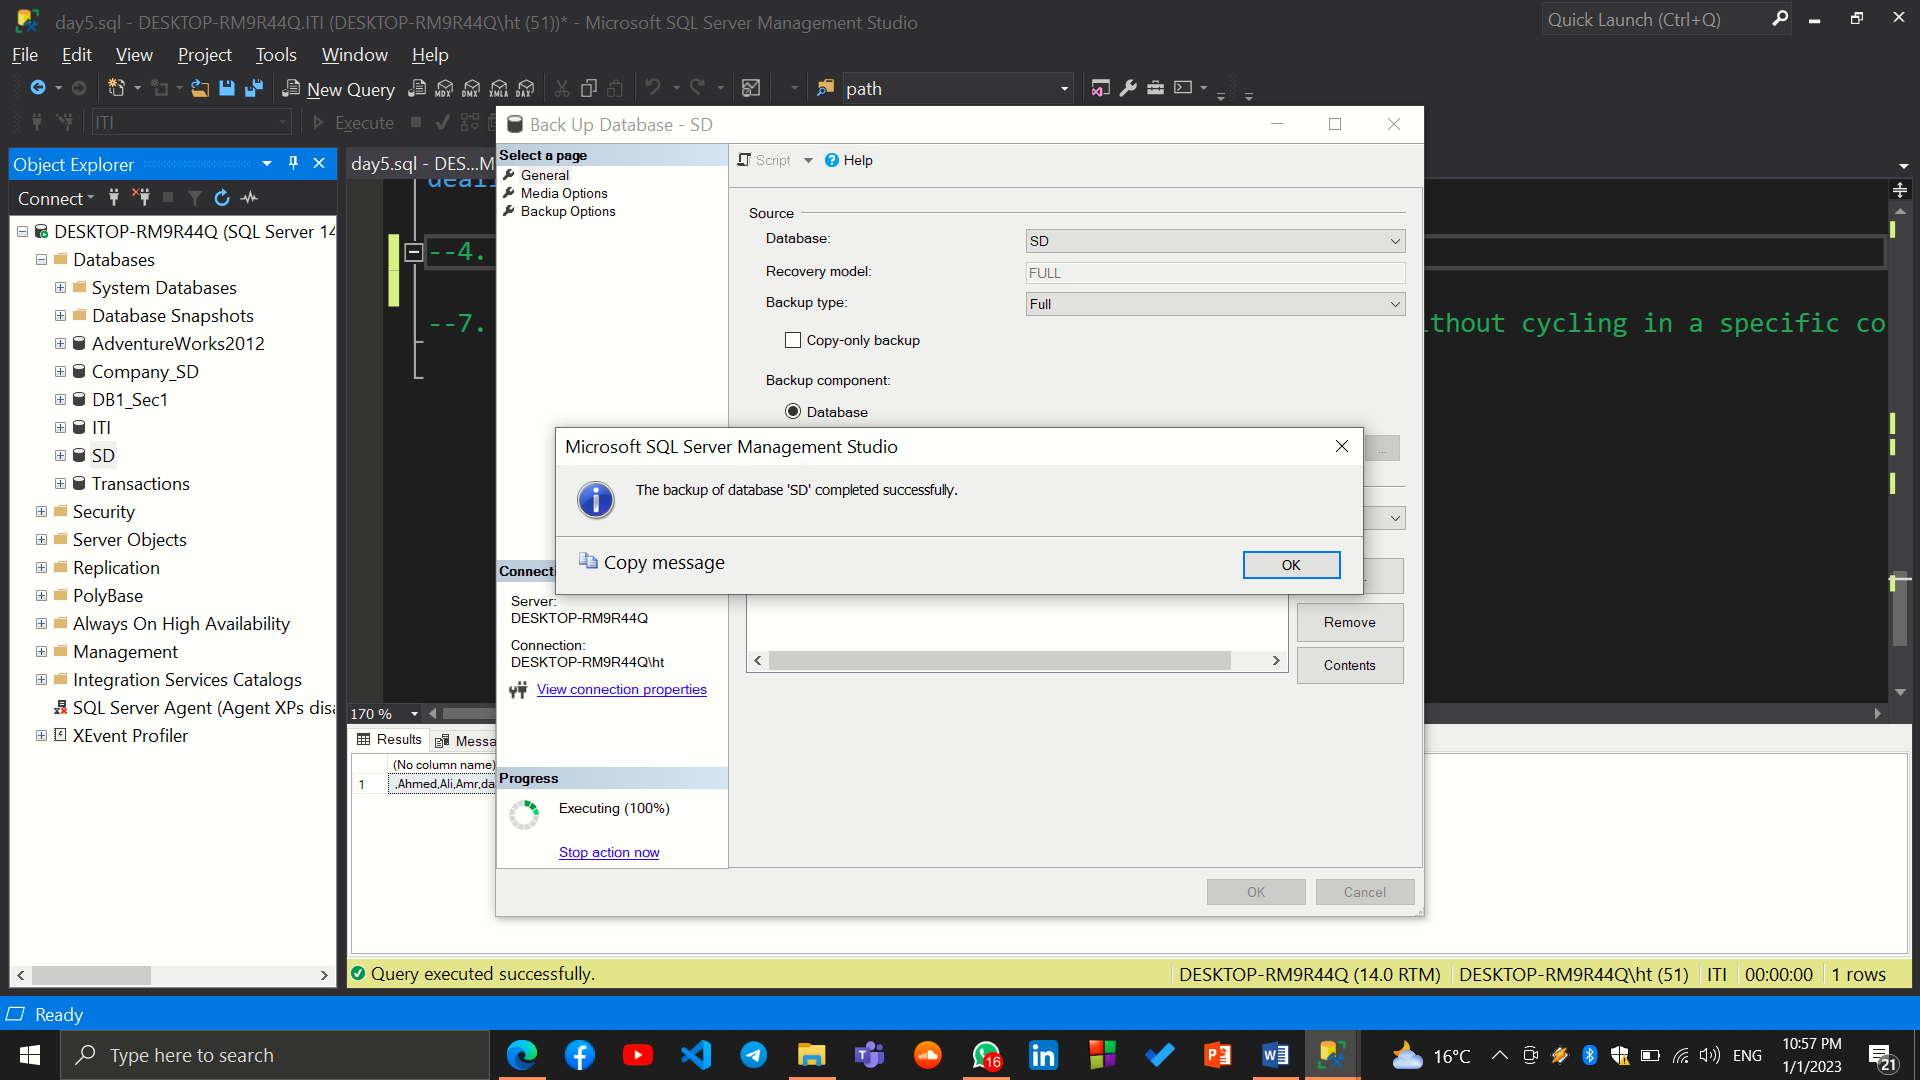 day5.sql - DESKTOP-RM9R44Q.ITI (DESKTOP-RM9R44Q\ht (51))* - Microsoft SQL Server Management Studio
Quick Launch (Ctrl+Q)
File Edit View Project Tools Window Help
New Query
MDX DMX XMLA DAX
path
ITI
Execute
Object Explorer
Connect
DESKTOP-RM9R44Q (SQL Server 14
Databases
System Databases
Database Snapshots
AdventureWorks2012
Company_SD
DB1_Sec1
ITI
SD
Transactions
Security
Server Objects
Replication
PolyBase
Always On High Availability
Management
Integration Services Catalogs
SQL Server Agent (Agent XPs disa
XEvent Profiler
day5.sql - DES...M
--4.
--7.
ithout cycling in a specific co
170 %
Results
Messa
(No column name)
1 ,Ahmed,Ali,Amr,da
Back Up Database - SD
Select a page
General
Media Options
Backup Options
Script
Help
Source
Database:
SD
Recovery model:
FULL
Backup type:
Full
Copy-only backup
Backup component:
Database
...
Microsoft SQL Server Management Studio
The backup of database 'SD' completed successfully.
Copy message
OK
Connecti
Server:
DESKTOP-RM9R44Q
Connection:
DESKTOP-RM9R44Q\ht
View connection properties
Remove
Contents
Progress
Executing (100%)
Stop action now
OK
Cancel
Query executed successfully.
DESKTOP-RM9R44Q (14.0 RTM) DESKTOP-RM9R44Q\ht (51) ITI 00:00:00 1 rows
Ready
Type here to search
16
16°C
ENG
10:57 PM
1/1/2023
21